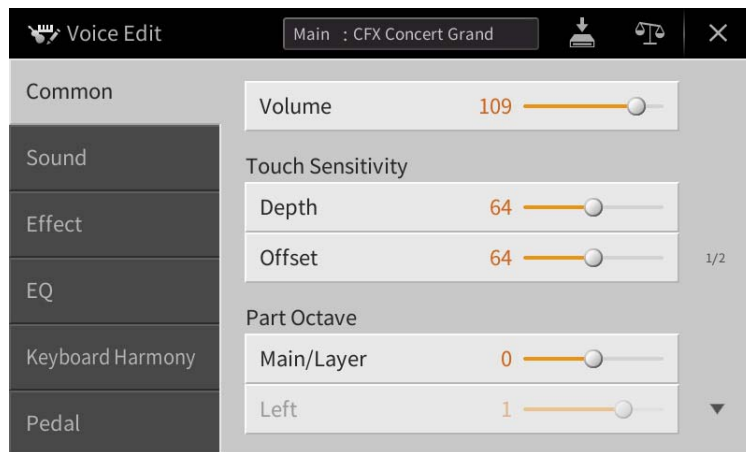 Voice Edit
Main : CFX Concert Grand
Common
Sound
Effect
EQ
Keyboard Harmony
Pedal
Volume 109
Touch Sensitivity
Depth 64
Offset 64
Part Octave
Main/Layer 0
Left 1
1/2